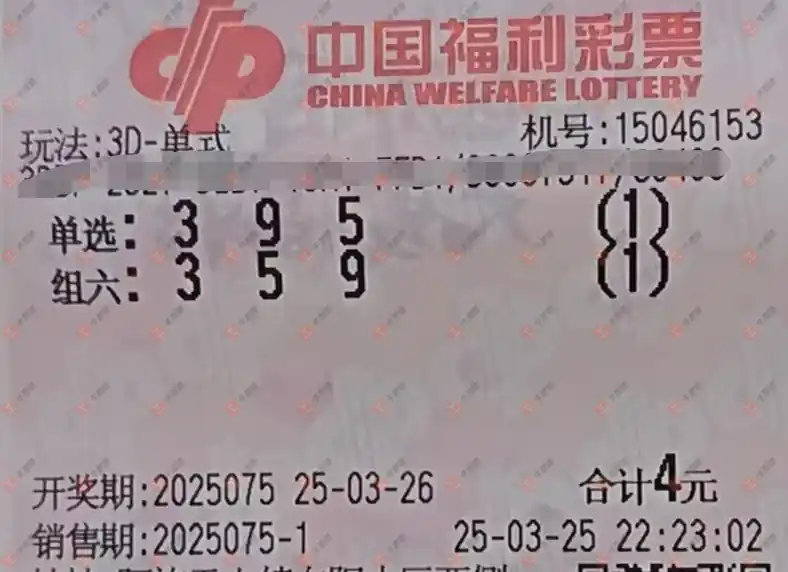 中国福利彩票
CHINA WELFARE LOTTERY
玩法:3D-单式 机号:15046153
单选: 3 9 5 (1)
组六: 3 5 9 (1)
开奖期:2025075 25-03-26 合计4元
销售期:2025075-1 25-03-25 22:23:02